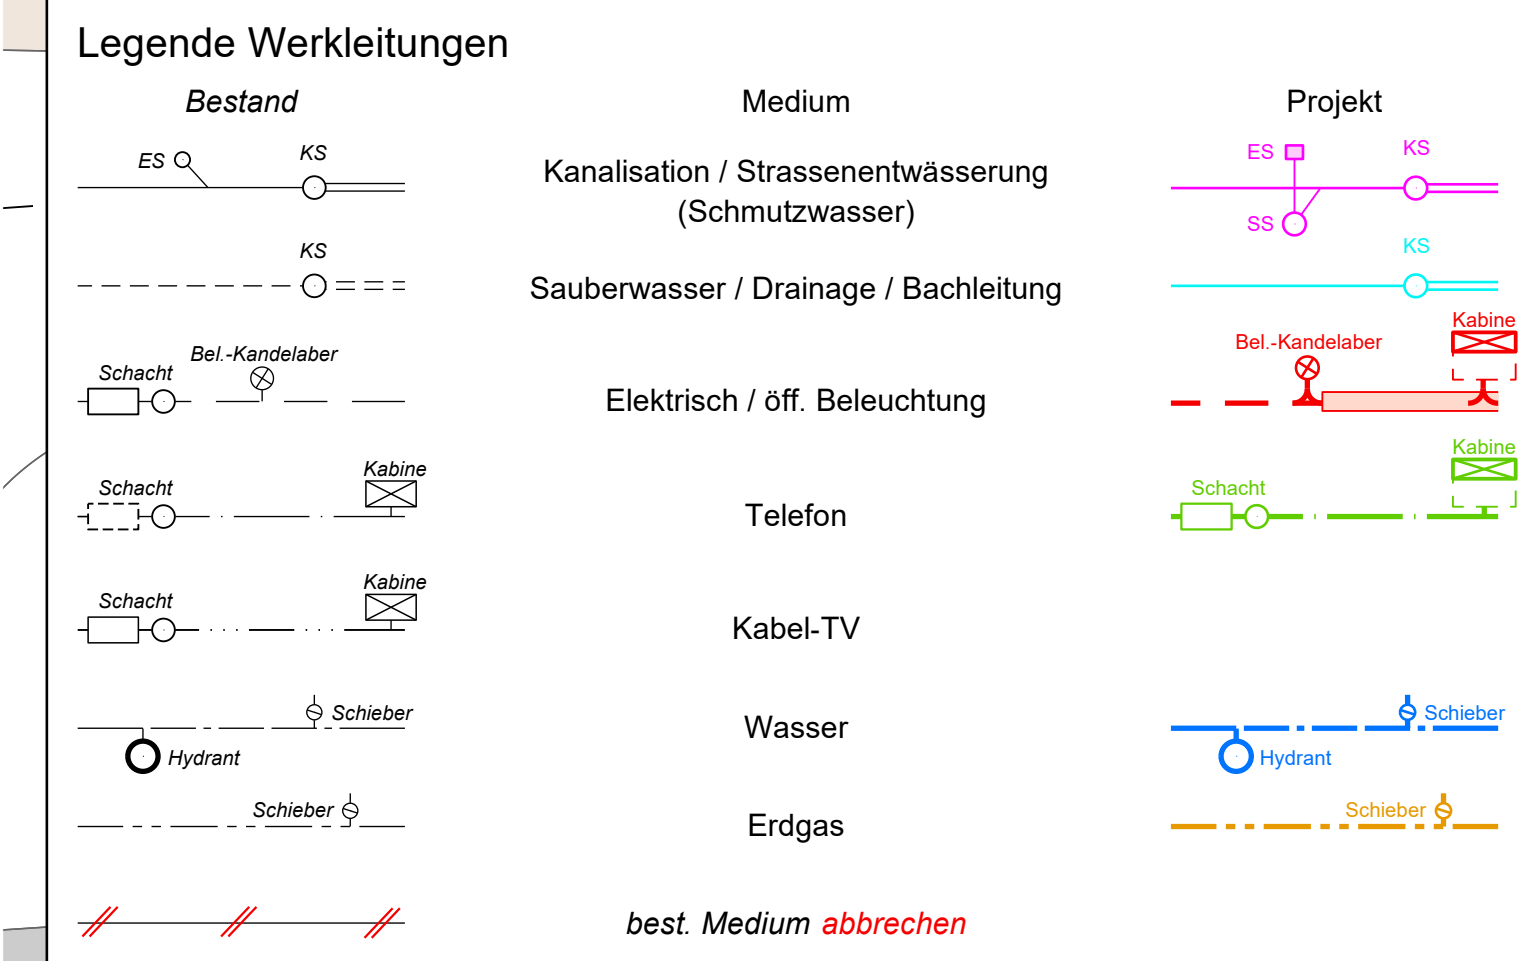 Legende Werkleitungen
Bestand Medium Projekt
ES KS Kanalisation / Strassenentwässerung ES KS
(Schmutzwasser) SS
KS Sauberwasser / Drainage / Bachleitung KS
Schacht Bel.-Kandelaber Elektrisch / öff. Beleuchtung Bel.-Kandelaber Kabine
Schacht Kabine Telefon Schacht Kabine
Schacht Kabine Kabel-TV
Schieber Wasser Schieber
Hydrant Hydrant
Schieber Erdgas Schieber
best. Medium abbrechen